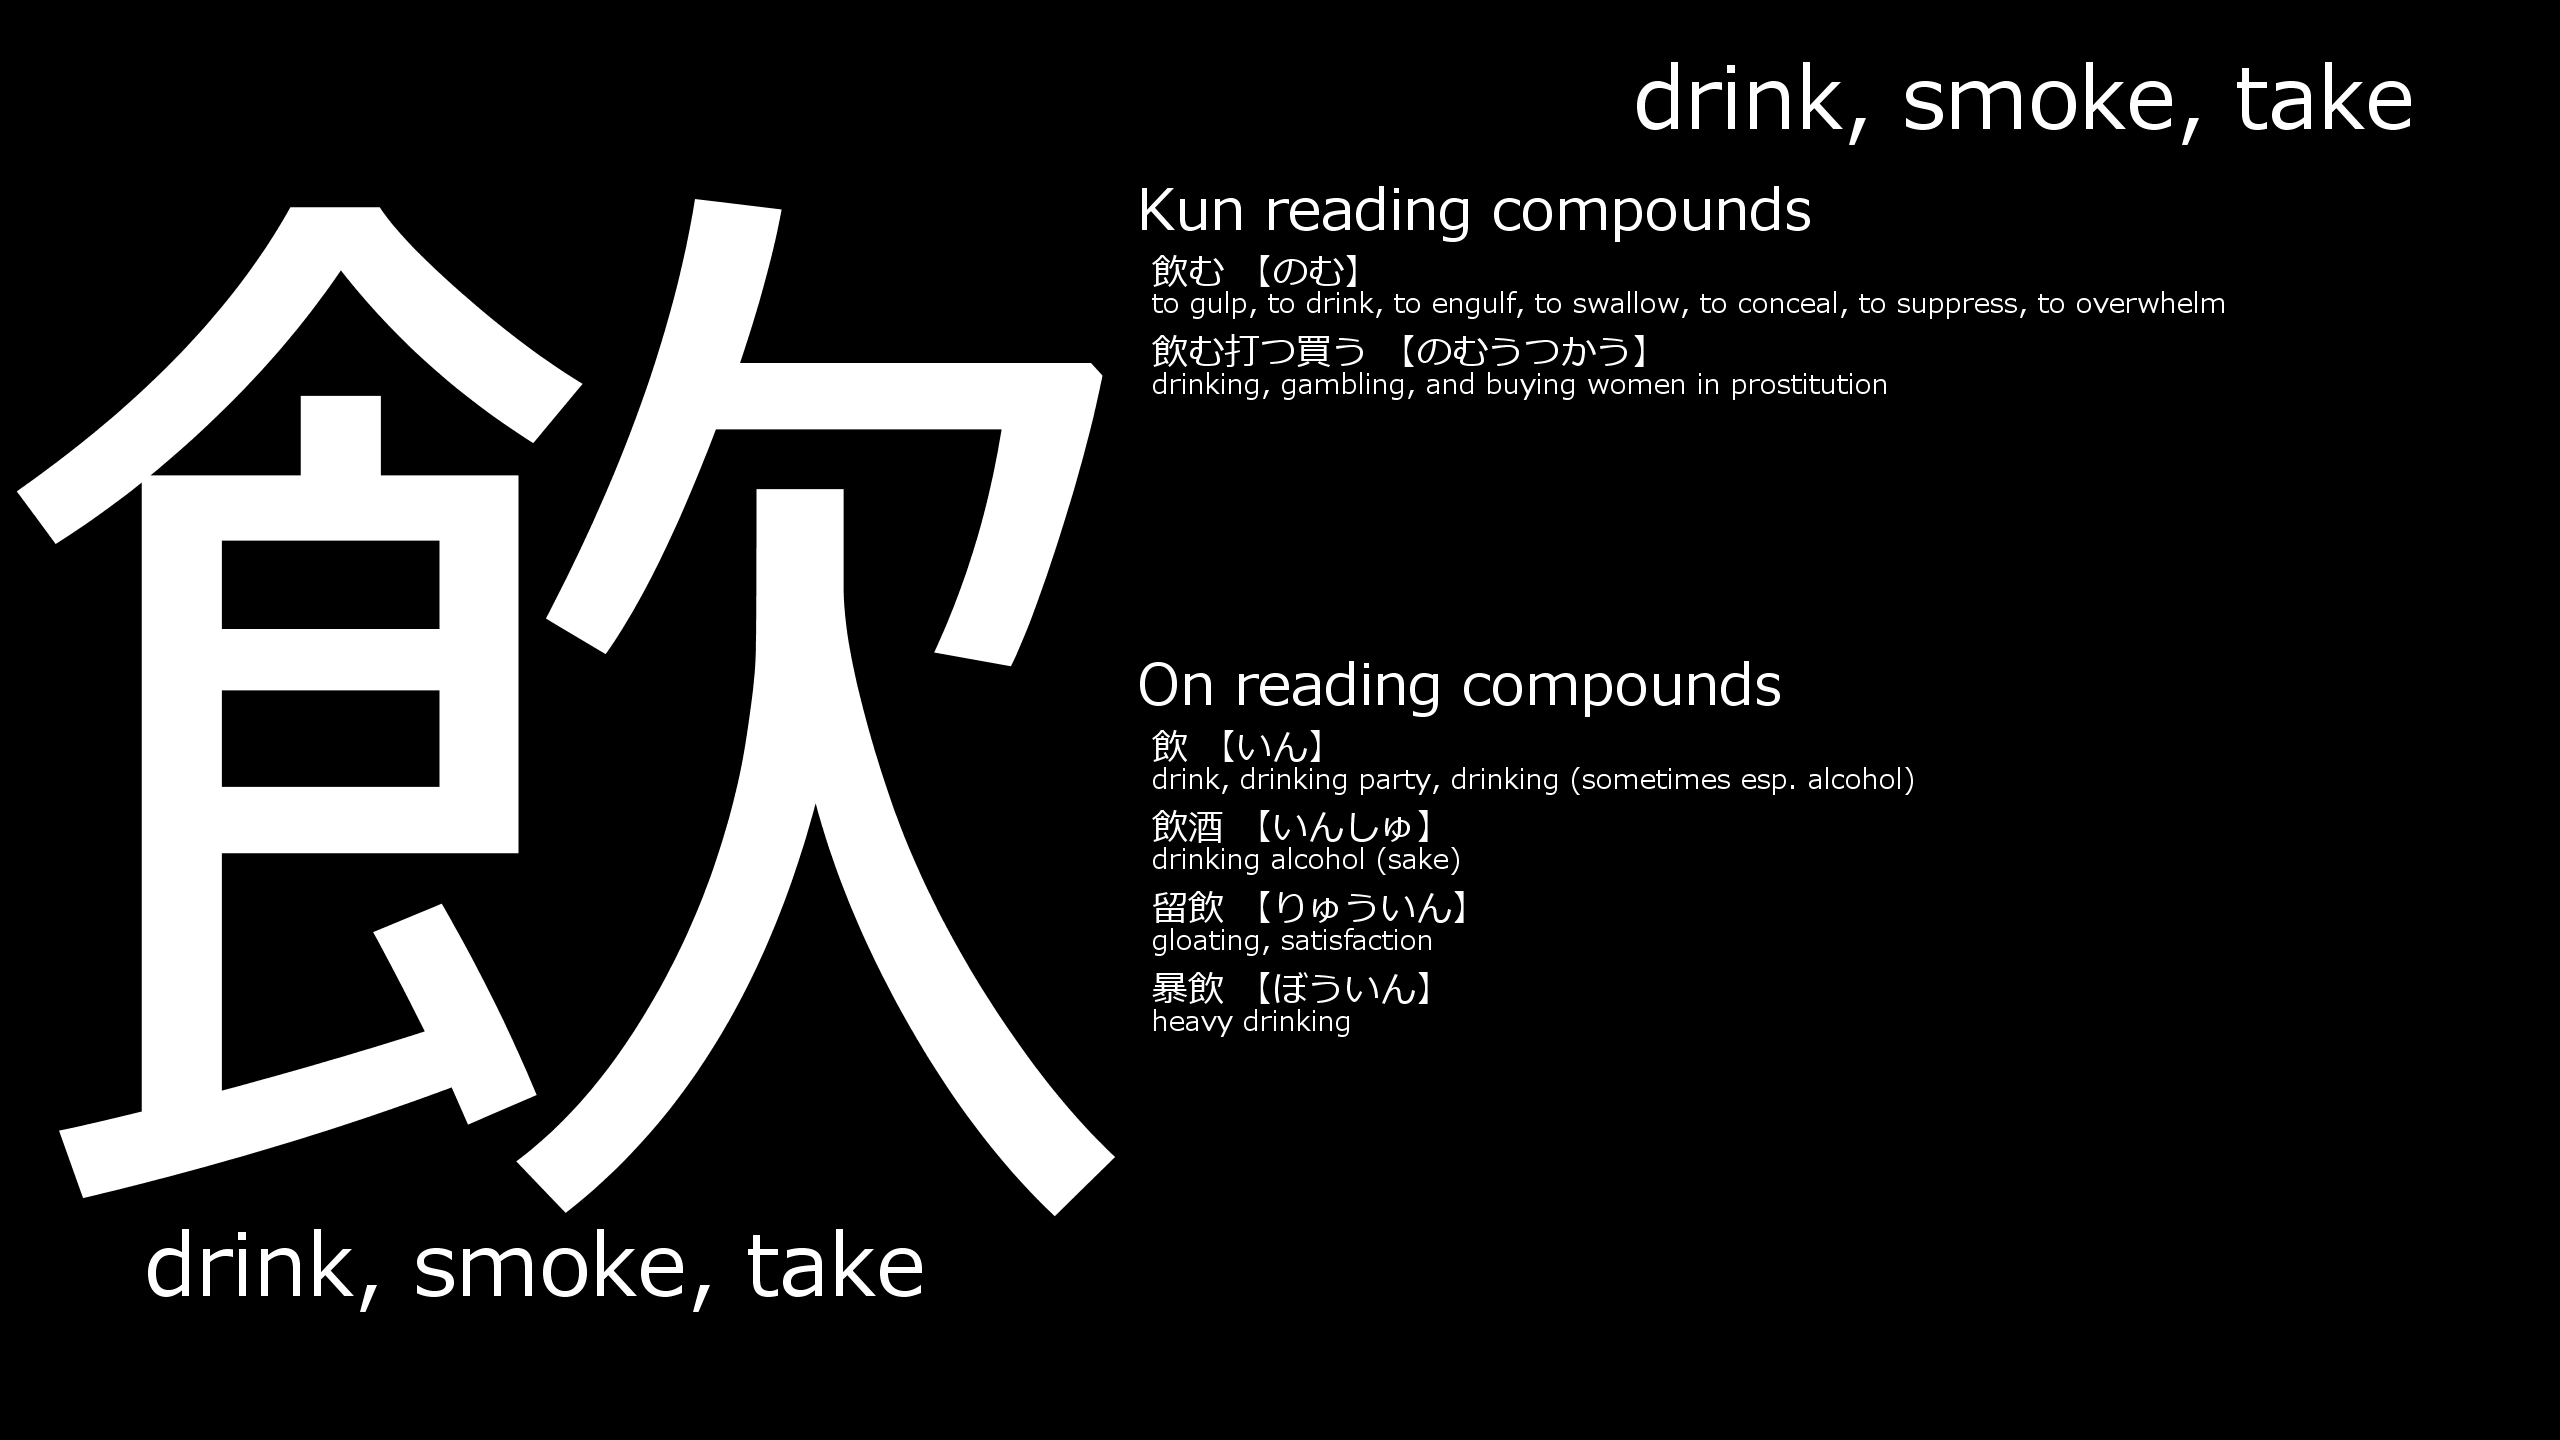 drink, smoke, take
飲
drink, smoke, take
Kun reading compounds
飲む 【のむ】
to gulp, to drink, to engulf, to swallow, to conceal, to suppress, to overwhelm
飲む打つ買う 【のむうつかう】
drinking, gambling, and buying women in prostitution
On reading compounds
飲 【いん】
drink, drinking party, drinking (sometimes esp. alcohol)
飲酒 【いんしゅ】
drinking alcohol (sake)
留飲 【りゅういん】
gloating, satisfaction
暴飲 【ぼういん】
heavy drinking